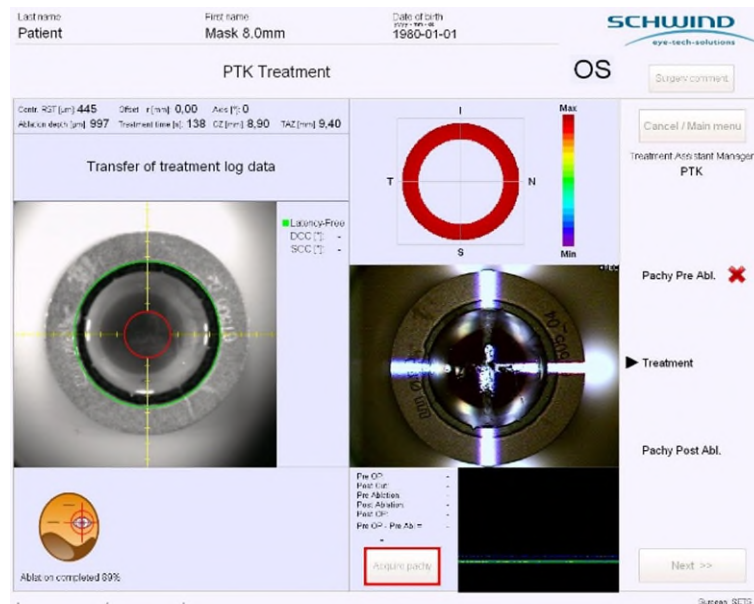 Last name
First name
Date of birth
Patient
Mask 8.0mm
1980-01-01
SCHWIND
eye-tech-solutions
PTK Treatment
OS
Surgery comment
Contr. RST [µm] 445 Offset r [mm] 0,00 Axis [°]: 0
Ablation depth [µm] 997 Treatment time [s]. 138 OZ [mm] 8,90 TAZ [mm] 9,40
Transfer of treatment log data
Latency-Free
DCC [°]: -
SCC [°]: -
I
T
N
S
Max
Min
Cancel / Main menu
Treatment Assistant Manager
PTK
Pachy Pre Abl.
Treatment
Pachy Post Abl.
Pre OP: -
Post Cut: -
Pre Ablation: -
Post Ablation: -
Post OP: -
Pre OP - Pre Abl = -
Acquire pachy
Ablation completed 89%
Next >>